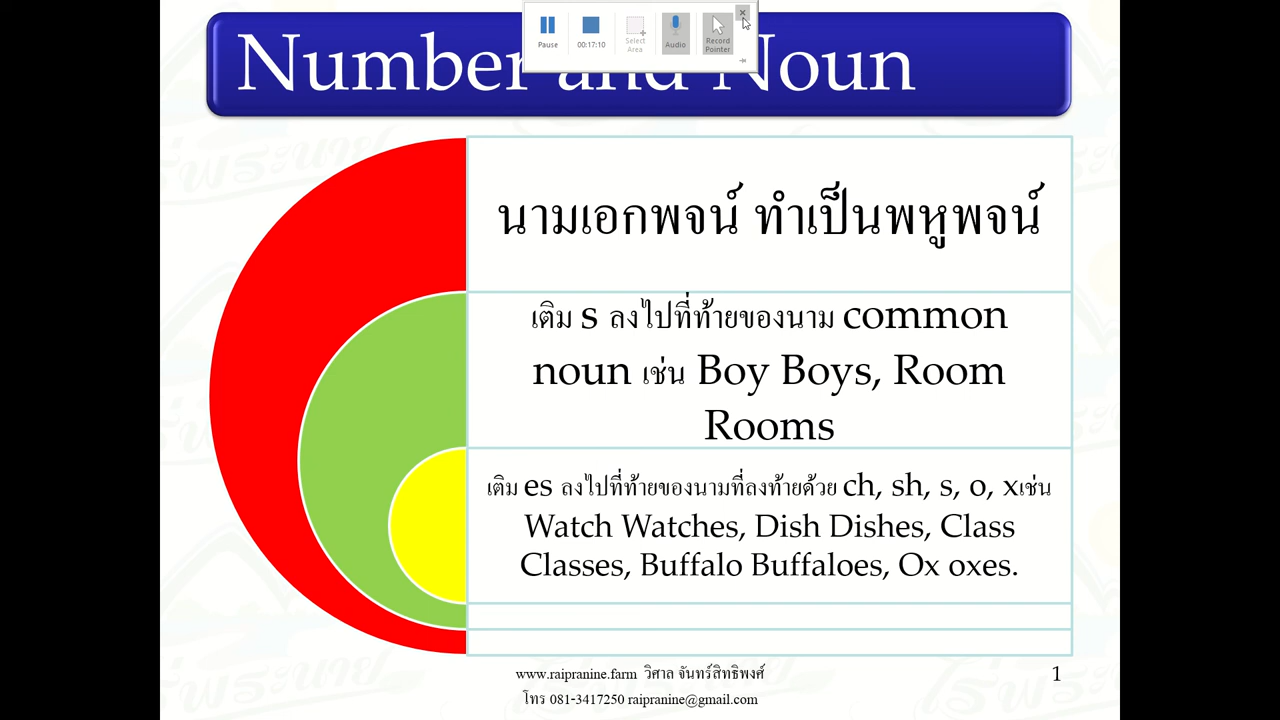 Number and Noun
Pause
00:17:10
Select
Area
Audio
Record
Pointer
นามเอกพจน์ ทำเป็นพหูพจน์
เติม s ลงไปที่ท้ายของนาม common
noun เช่น Boy Boys, Room
Rooms
เติม es ลงไปที่ท้ายของนามที่ลงท้ายด้วย ch, sh, s, o, xเช่น
Watch Watches, Dish Dishes, Class
Classes, Buffalo Buffaloes, Ox oxes.
www.raipranine.farm วิศาล จันทร์สิทธิพงศ์
โทร 081-3417250 raipranine@gmail.com
1